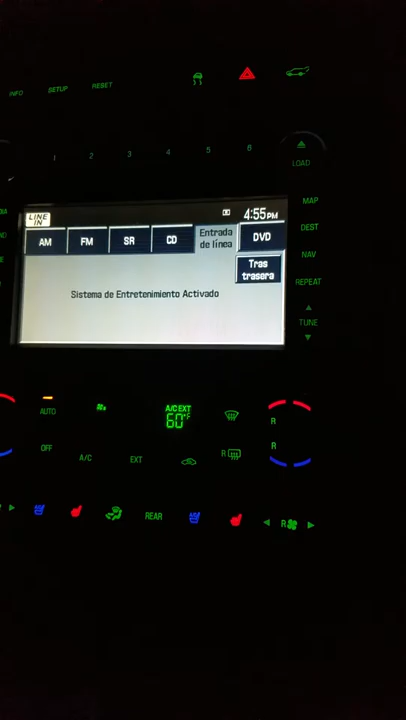 INFO SETUP RESET
1 2 3 4 5 6
LOAD
LINE IN 4:55PM
AM FM SR CD Entrada de línea DVD
Tras trasera
Sistema de Entretenimiento Activado
MAP
DEST
NAV
REPEAT
TUNE
AUTO A/C EXT 60°F R
OFF A/C EXT R R
REAR R